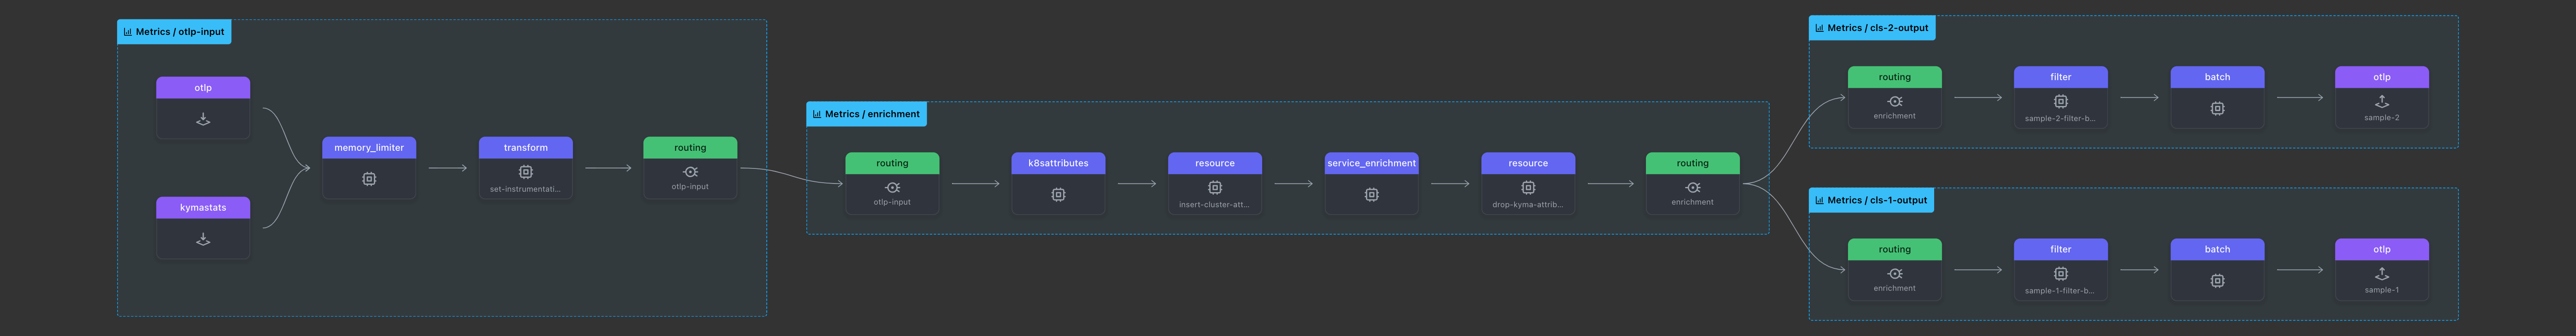 Metrics / otlp-input
otlp
kymastats
memory_limiter
transform
set-instrumentati...
routing
otlp-input
Metrics / enrichment
routing
otlp-input
k8sattributes
resource
insert-cluster-att...
service_enrichment
resource
drop-kyma-attrib...
routing
enrichment
Metrics / cls-2-output
routing
enrichment
filter
sample-2-filter-b...
batch
otlp
sample-2
Metrics / cls-1-output
routing
enrichment
filter
sample-1-filter-b...
batch
otlp
sample-1